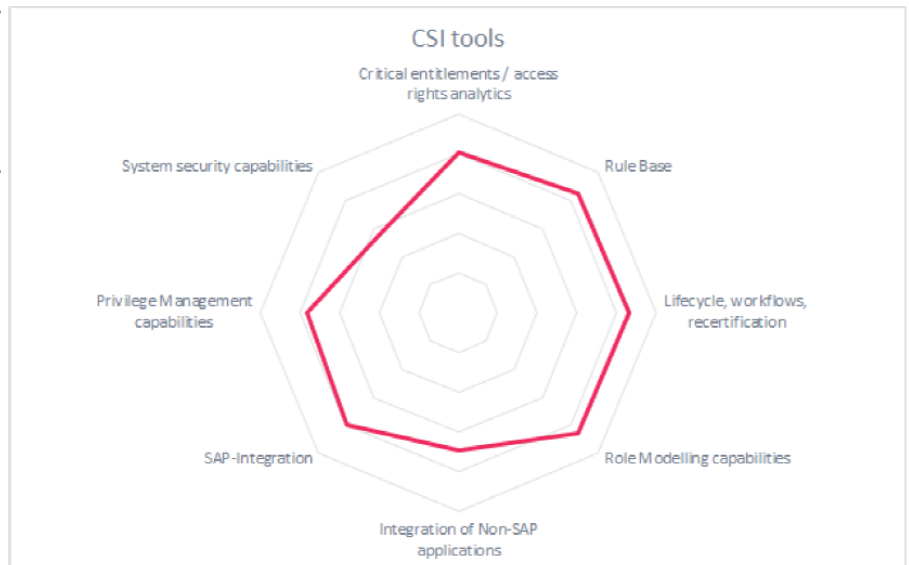 CSI tools
Critical entitlements / access
rights analytics
System security capabilities
Rule Base
Privilege Management
capabilities
Lifecycle, workflows,
recertification
SAP-Integration
Role Modelling capabilities
Integration of Non-SAP
applications